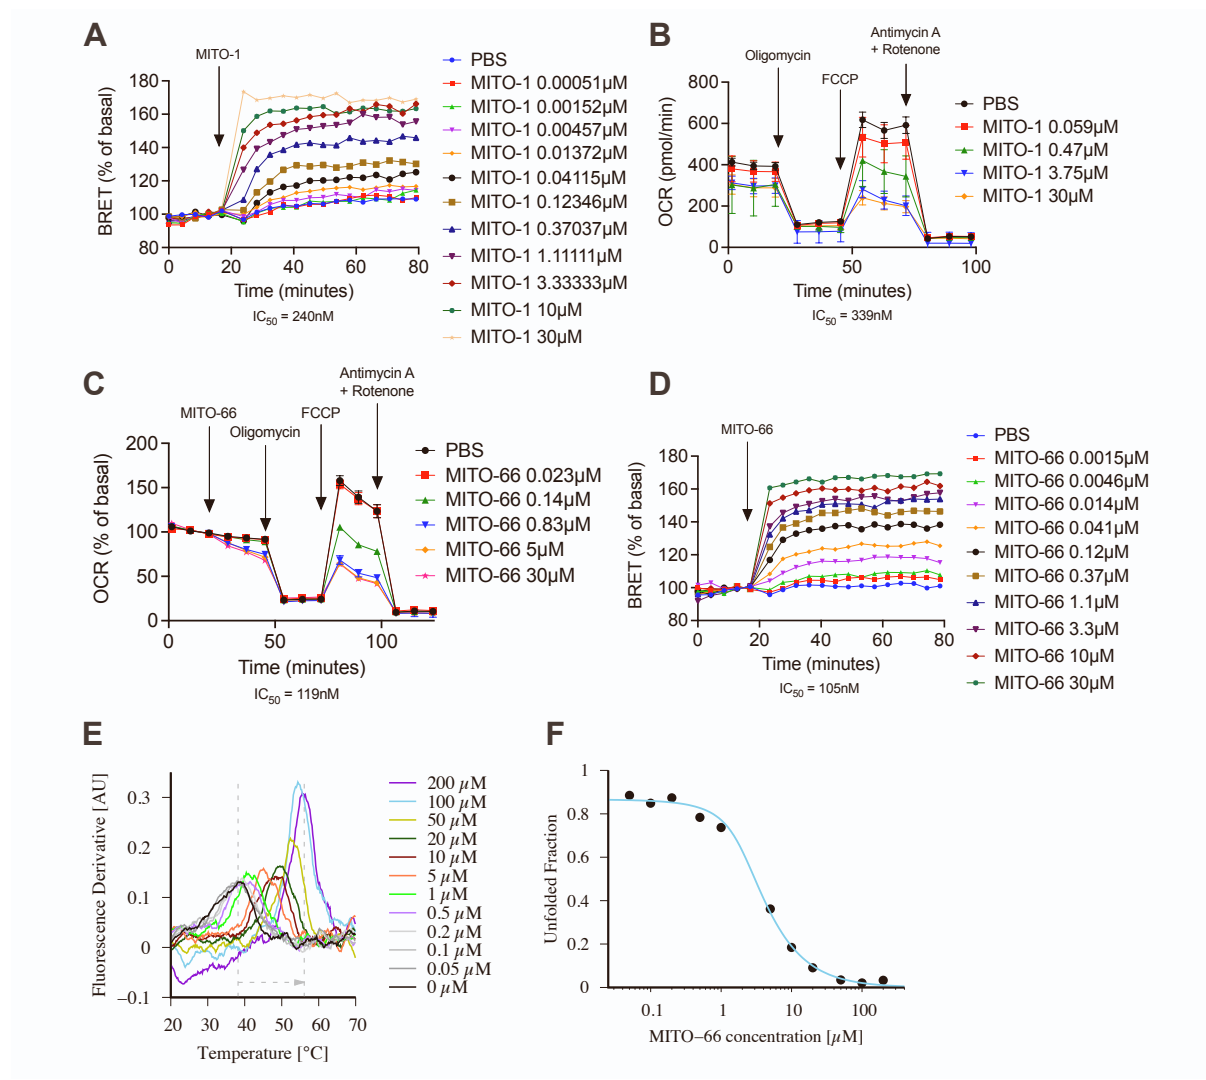 A
MITO-1
BRET (% of basal)
180
160
140
120
100
80
0
20
40
60
80
Time (minutes)
IC50 = 240nM
PBS
MITO-1 0.00051µM
MITO-1 0.00152µM
MITO-1 0.00457µM
MITO-1 0.01372µM
MITO-1 0.04115µM
MITO-1 0.12346µM
MITO-1 0.37037µM
MITO-1 1.11111µM
MITO-1 3.33333µM
MITO-1 10µM
MITO-1 30µM
B
Oligomycin
FCCP
Antimycin A
+ Rotenone
OCR (pmol/min)
800
600
400
200
0
0
50
100
Time (minutes)
IC50 = 339nM
PBS
MITO-1 0.059µM
MITO-1 0.47µM
MITO-1 3.75µM
MITO-1 30µM
C
MITO-66
Oligomycin
FCCP
Antimycin A
+ Rotenone
OCR (% of basal)
200
150
100
50
0
0
50
100
Time (minutes)
IC50 = 119nM
PBS
MITO-66 0.023µM
MITO-66 0.14µM
MITO-66 0.83µM
MITO-66 5µM
MITO-66 30µM
D
MITO-66
BRET (% of basal)
180
160
140
120
100
80
0
20
40
60
80
Time (minutes)
IC50 = 105nM
PBS
MITO-66 0.0015µM
MITO-66 0.0046µM
MITO-66 0.014µM
MITO-66 0.041µM
MITO-66 0.12µM
MITO-66 0.37µM
MITO-66 1.1µM
MITO-66 3.3µM
MITO-66 10µM
MITO-66 30µM
E
Fluorescence Derivative [AU]
0.3
0.2
0.1
0
−0.1
20
30
40
50
60
70
Temperature [°C]
200 µM
100 µM
50 µM
20 µM
10 µM
5 µM
1 µM
0.5 µM
0.2 µM
0.1 µM
0.05 µM
0 µM
F
Unfolded Fraction
1
0.8
0.6
0.4
0.2
0
0.1
1
10
100
MITO−66 concentration [µM]